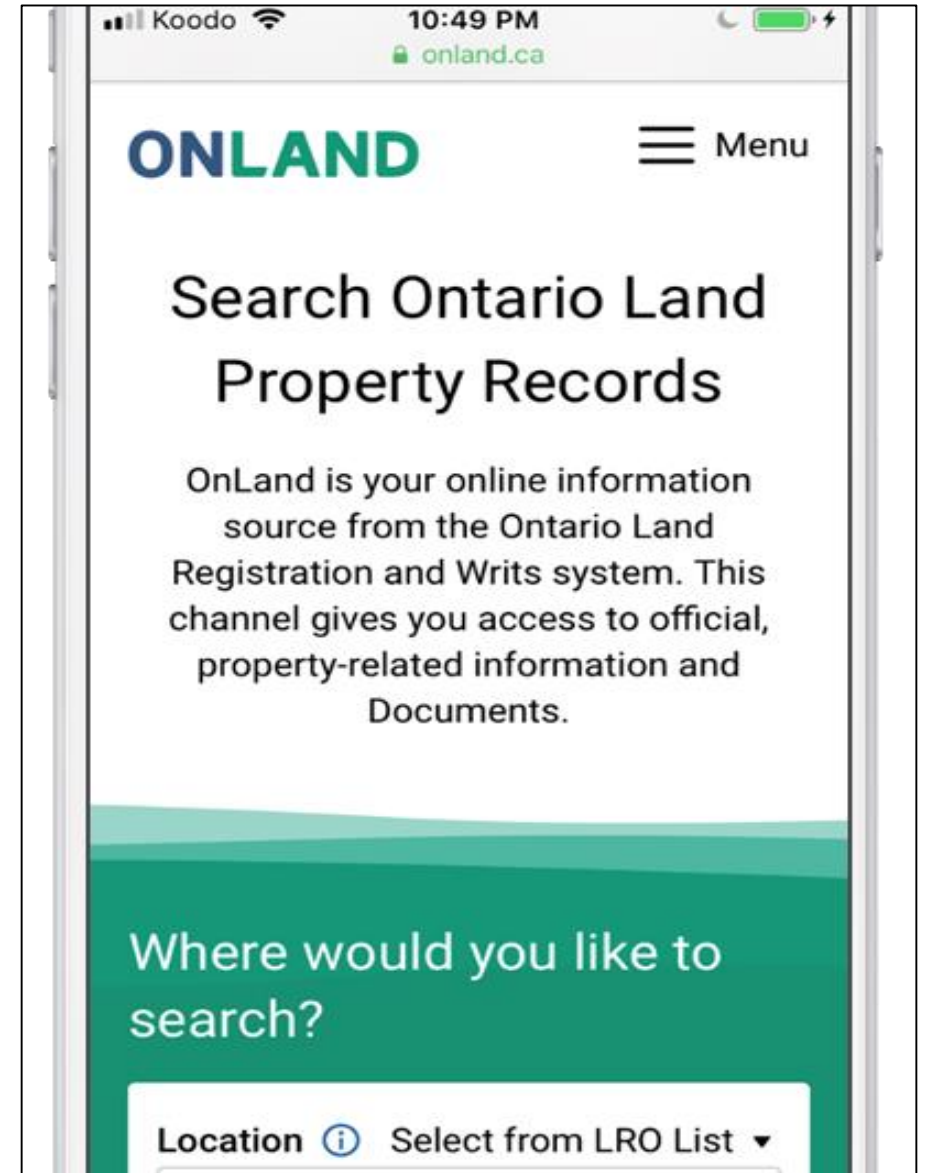 Koodo 10:49 PM
onland.ca
ONLAND Menu
Search Ontario Land
Property Records
OnLand is your online information
source from the Ontario Land
Registration and Writs system. This
channel gives you access to official,
property-related information and
Documents.
Where would you like to
search?
Location Select from LRO List